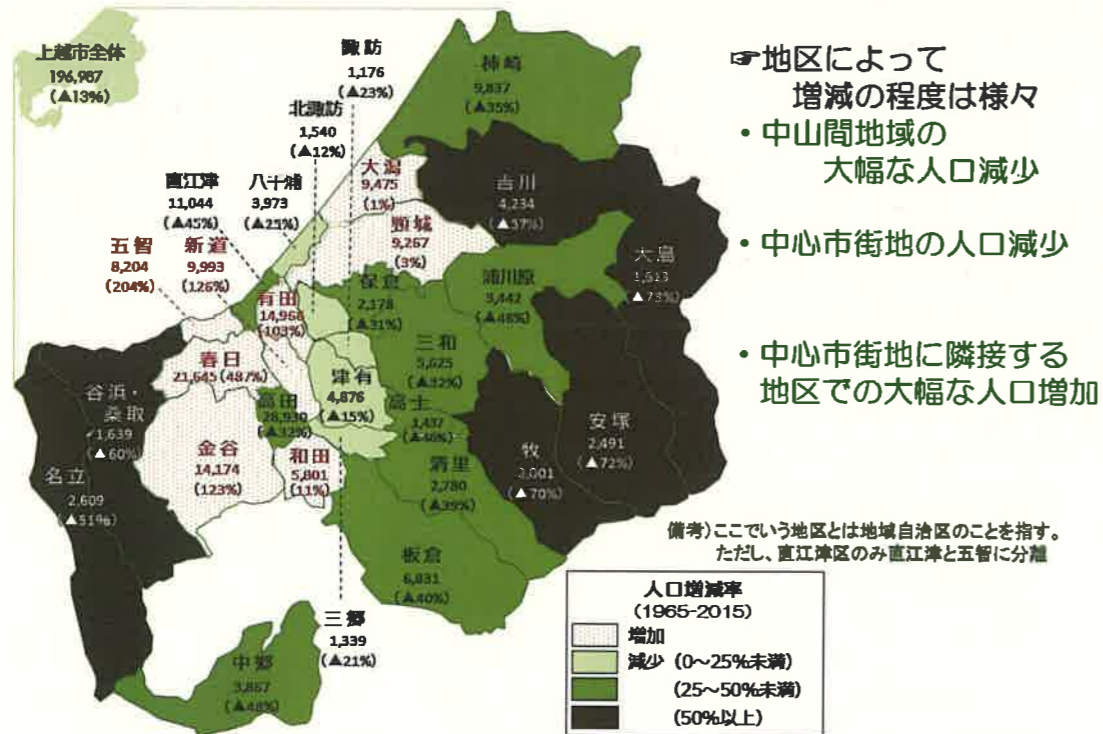 上越市全体
196,987
(▲13%)
諏訪
1,176
(▲23%)
北諏訪
1,540
(▲12%)
直江津
11,044
(▲45%)
八千浦
3,973
(▲25%)
五智
8,204
(204%)
新道
9,993
(126%)
柿崎
9,837
(▲35%)
大潟
9,475
(1%)
頸城
9,267
(3%)
吉川
4,234
(▲57%)
大島
(▲73%)
有田
14,966
(103%)
保倉
2,178
(▲31%)
浦川原
3,442
(▲48%)
三和
5,625
(▲32%)
春日
21,645(487%)
津有
4,876
(▲15%)
高田
28,930
(▲32%)
高士
1,437
(▲46%)
谷浜・
桑取
1,639
(▲60%)
名立
2,609
(▲51%)
金谷
14,174
(123%)
和田
5,801
(11%)
清里
2,780
(▲39%)
牧
(▲70%)
安塚
2,491
(▲72%)
板倉
6,831
(▲40%)
三郷
1,339
(▲21%)
中郷
3,867
(▲48%)
☞地区によって
増減の程度は様々
・中山間地域の
大幅な人口減少
・中心市街地の人口減少
・中心市街地に隣接する
地区での大幅な人口増加
備考)ここでいう地区とは地域自治区のことを指す。
ただし、直江津区のみ直江津と五智に分離
人口増減率
(1965-2015)
増加
減少 (0~25%未満)
(25~50%未満)
(50%以上)